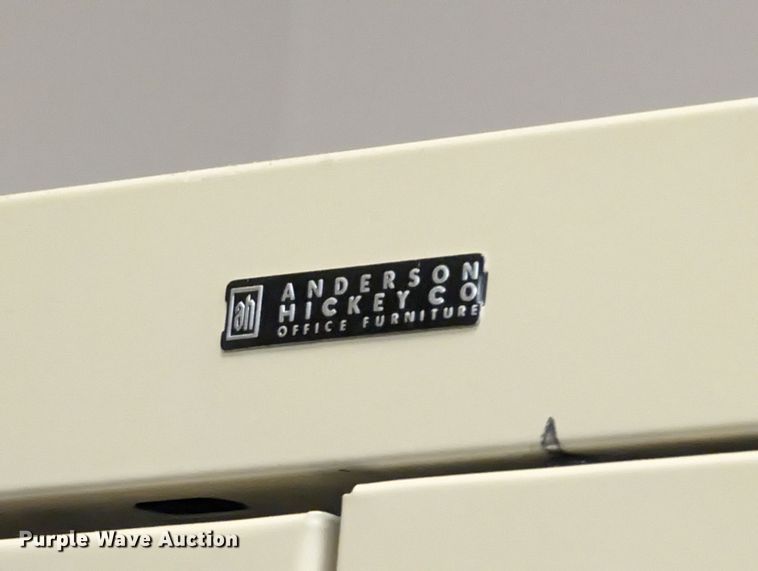 ah
ANDERSON
HICKEY CO
OFFICE FURNITURE
Purple Wave Auction